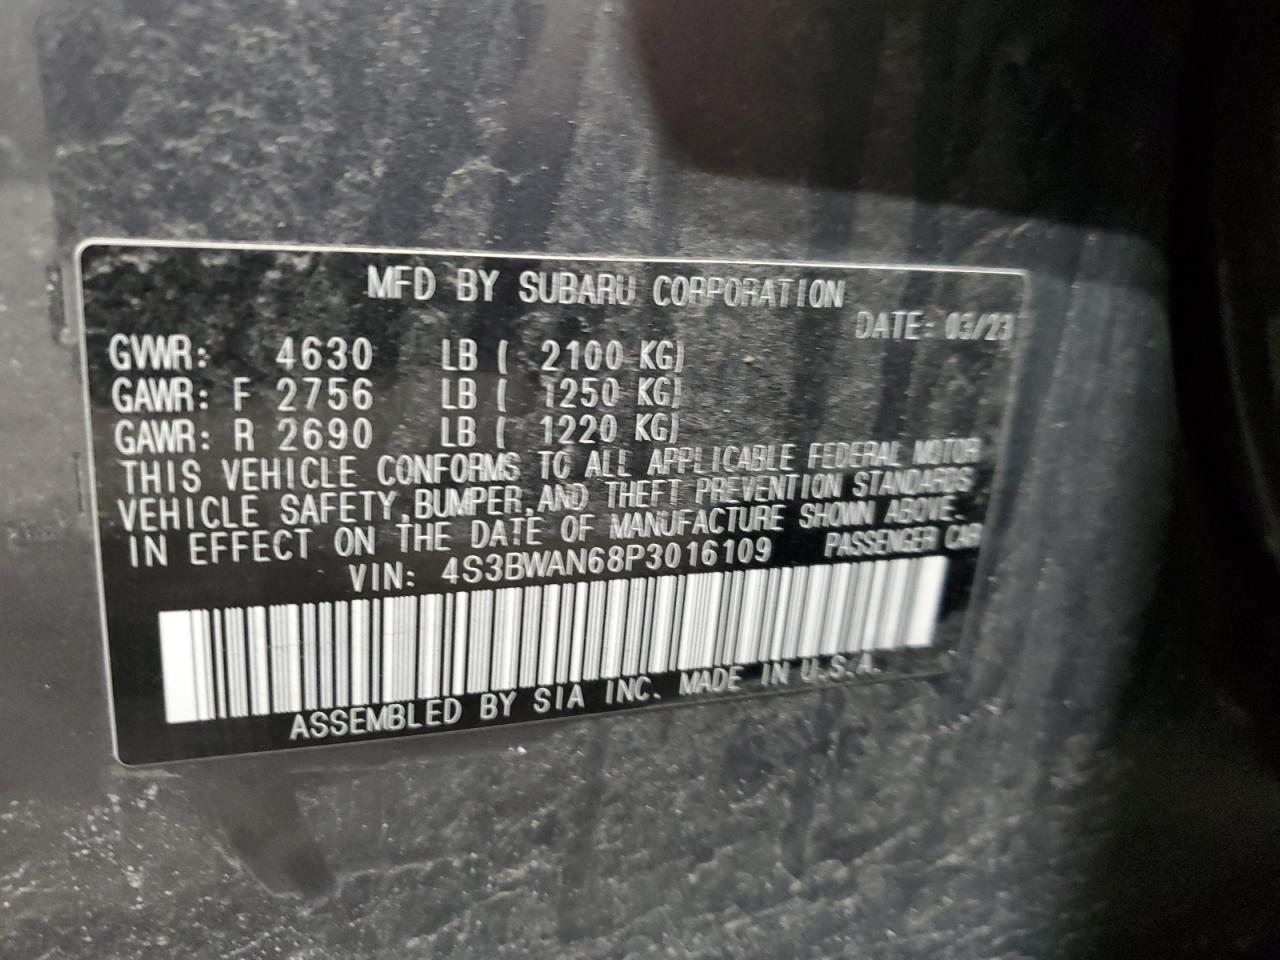 MFD BY SUBARU CORPORATION
DATE: 03/23
GVWR: 4630 LB ( 2100 KG)
GAWR: F 2756 LB ( 1250 KG)
GAWR: R 2690 LB ( 1220 KG)
THIS VEHICLE CONFORMS TO ALL APPLICABLE FEDERAL MOTOR
VEHICLE SAFETY, BUMPER, AND THEFT PREVENTION STANDARDS
IN EFFECT ON THE DATE OF MANUFACTURE SHOWN ABOVE.
VIN: 4S3BWAN68P3016109 PASSENGER CAR
ASSEMBLED BY SIA INC. MADE IN U.S.A.